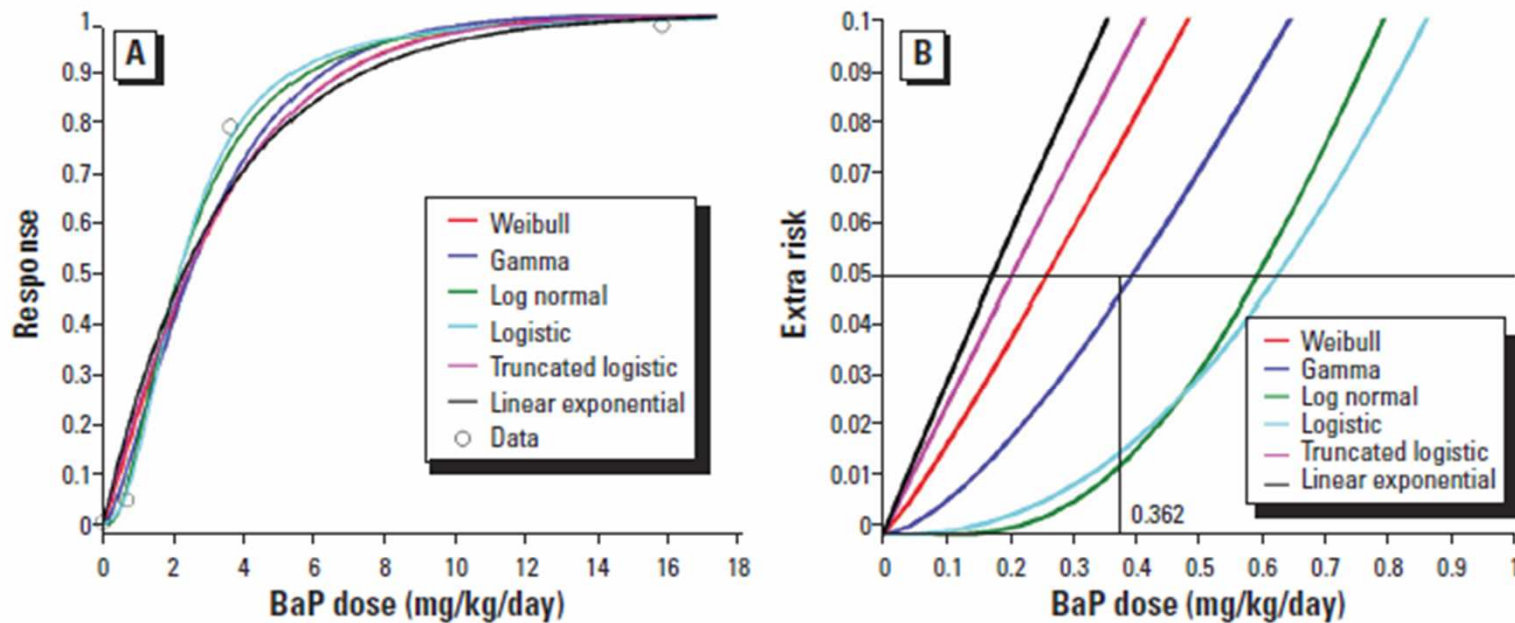 A
Response
1
0.9
0.8
0.7
0.6
0.5
0.4
0.3
0.2
0.1
0
Weibull
Gamma
Log normal
Logistic
Truncated logistic
Linear exponential
Data
0 2 4 6 8 10 12 14 16 18
BaP dose (mg/kg/day)
B
Extra risk
0.1
0.09
0.08
0.07
0.06
0.05
0.04
0.03
0.02
0.01
0
Weibull
Gamma
Log normal
Logistic
Truncated logistic
Linear exponential
0.362
0 0.1 0.2 0.3 0.4 0.5 0.6 0.7 0.8 0.9 1
BaP dose (mg/kg/day)